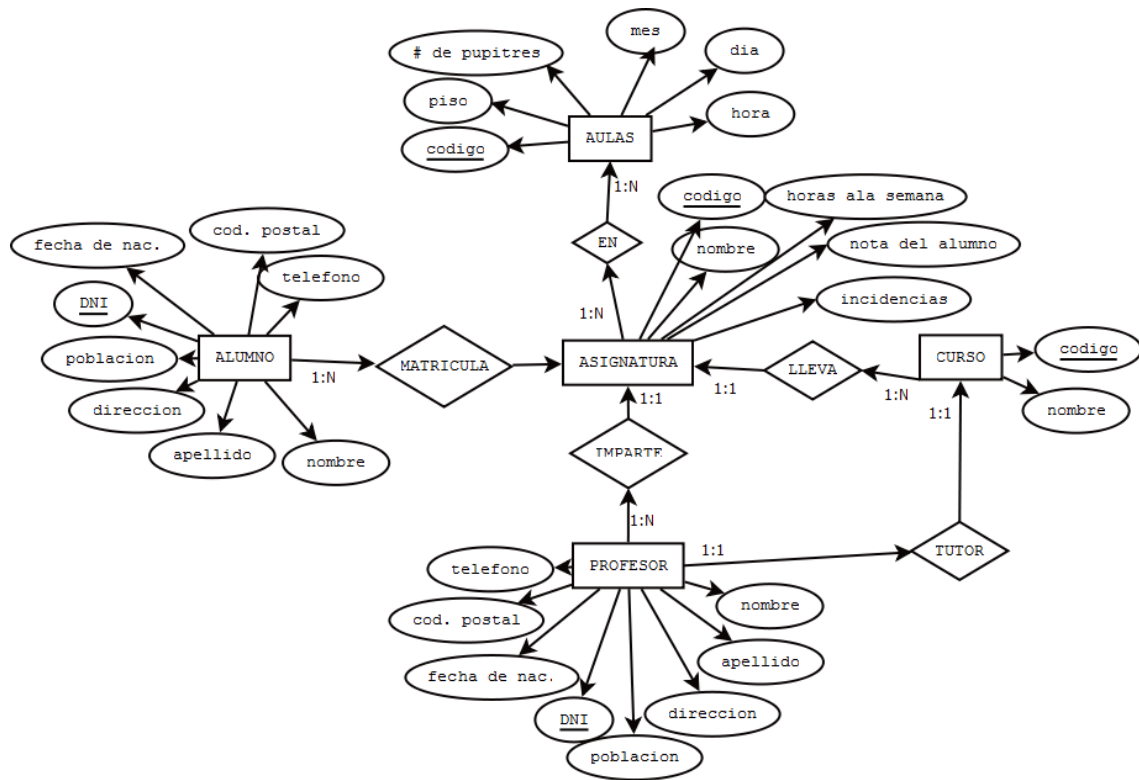 mes
# de pupitres
dia
piso
hora
AULAS
codigo
1:N
codigo
horas ala semana
cod. postal
fecha de nac.
EN
nombre
nota del alumno
telefono
DNI
incidencias
1:N
poblacion
ALUMNO
MATRICULA
ASIGNATURA
LLEVA
CURSO
codigo
1:N
1:1
1:1
1:N
1:1
direccion
nombre
apellido
nombre
IMPARTE
1:N
1:1
telefono
PROFESOR
TUTOR
cod. postal
nombre
fecha de nac.
apellido
DNI
direccion
poblacion